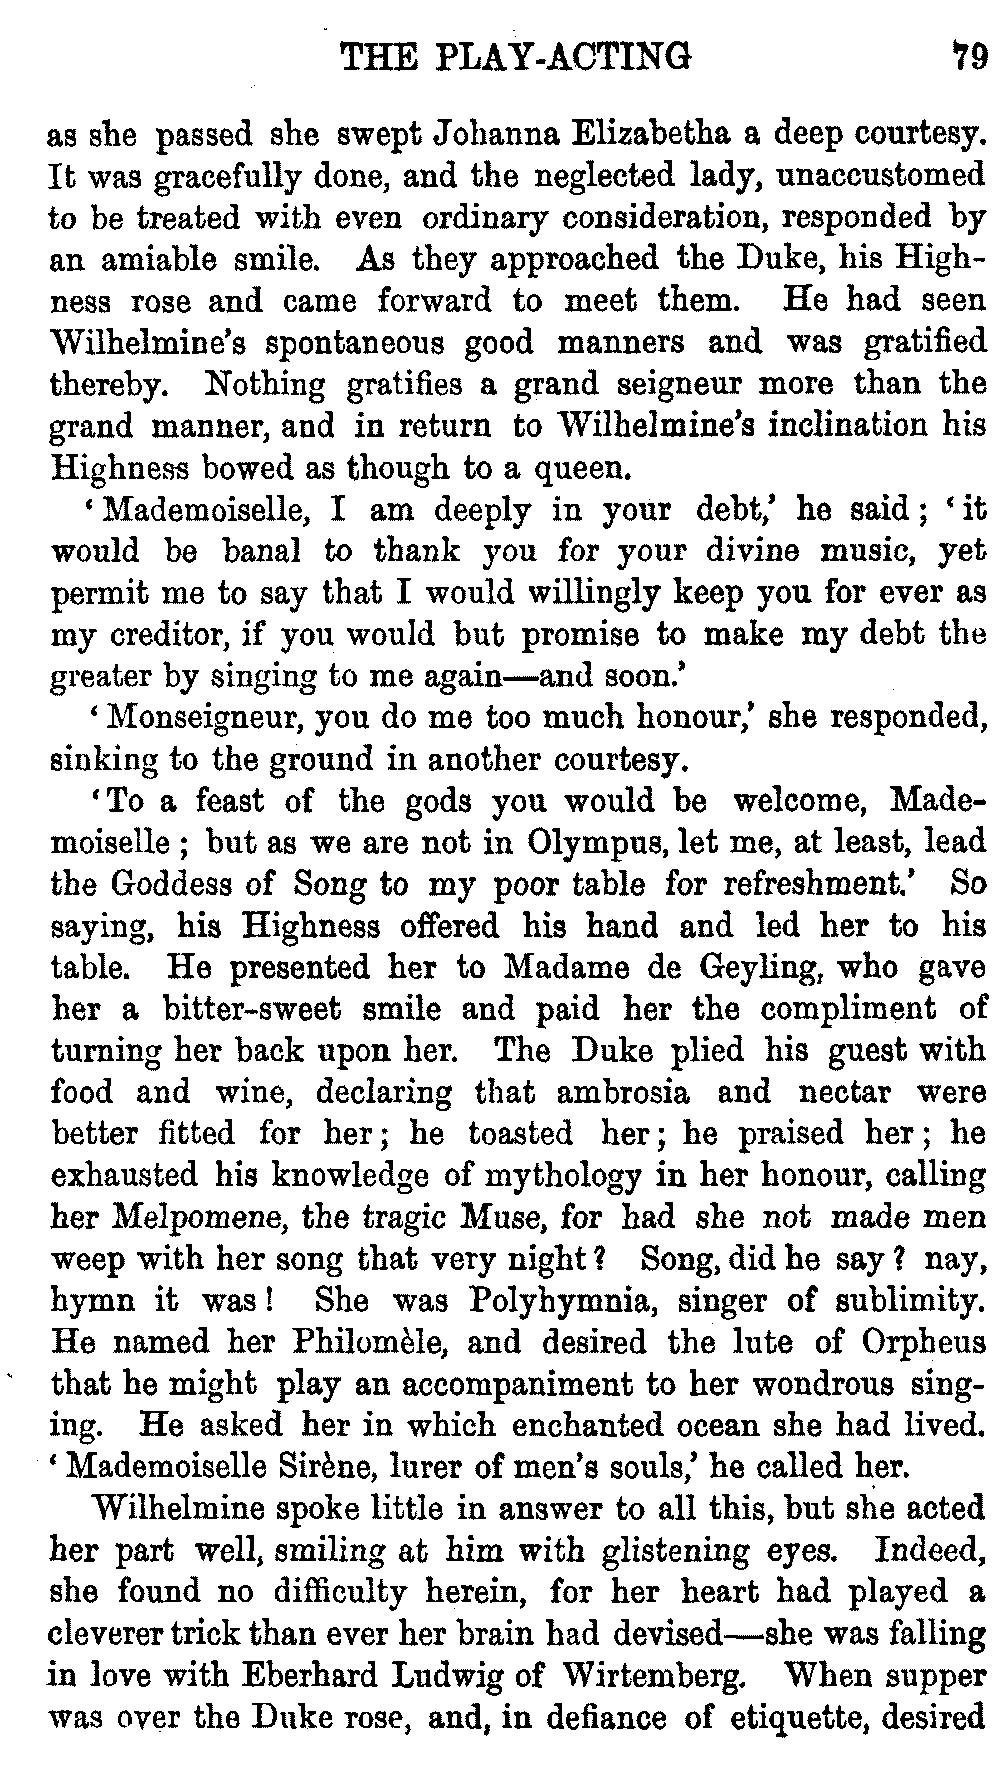 THE PLAY-ACTING 79
as she passed she swept Johanna Elizabetha a deep courtesy.
It was gracefully done, and the neglected lady, unaccustomed
to be treated with even ordinary consideration, responded by
an amiable smile. As they approached the Duke, his High-
ness rose and came forward to meet them. He had seen
Wilhelmine's spontaneous good manners and was gratified
thereby. Nothing gratifies a grand seigneur more than the
grand manner, and in return to Wilhelmine's inclination his
Highness bowed as though to a queen.
‘Mademoiselle, I am deeply in your debt,’ he said; ‘it
would be banal to thank you for your divine music, yet
permit me to say that I would willingly keep you for ever as
my creditor, if you would but promise to make my debt the
greater by singing to me again—and soon.’
‘Monseigneur, you do me too much honour,’ she responded,
sinking to the ground in another courtesy.
‘To a feast of the gods you would be welcome, Made-
moiselle; but as we are not in Olympus, let me, at least, lead
the Goddess of Song to my poor table for refreshment.’ So
saying, his Highness offered his hand and led her to his
table. He presented her to Madame de Geyling, who gave
her a bitter-sweet smile and paid her the compliment of
turning her back upon her. The Duke plied his guest with
food and wine, declaring that ambrosia and nectar were
better fitted for her; he toasted her; he praised her; he
exhausted his knowledge of mythology in her honour, calling
her Melpomene, the tragic Muse, for had she not made men
weep with her song that very night? Song, did he say? nay,
hymn it was! She was Polyhymnia, singer of sublimity.
He named her Philomèle, and desired the lute of Orpheus
that he might play an accompaniment to her wondrous sing-
ing. He asked her in which enchanted ocean she had lived.
‘Mademoiselle Sirène, lurer of men's souls,’ he called her.
Wilhelmine spoke little in answer to all this, but she acted
her part well, smiling at him with glistening eyes. Indeed,
she found no difficulty herein, for her heart had played a
cleverer trick than ever her brain had devised—she was falling
in love with Eberhard Ludwig of Wirtemberg. When supper
was over the Duke rose, and, in defiance of etiquette, desired